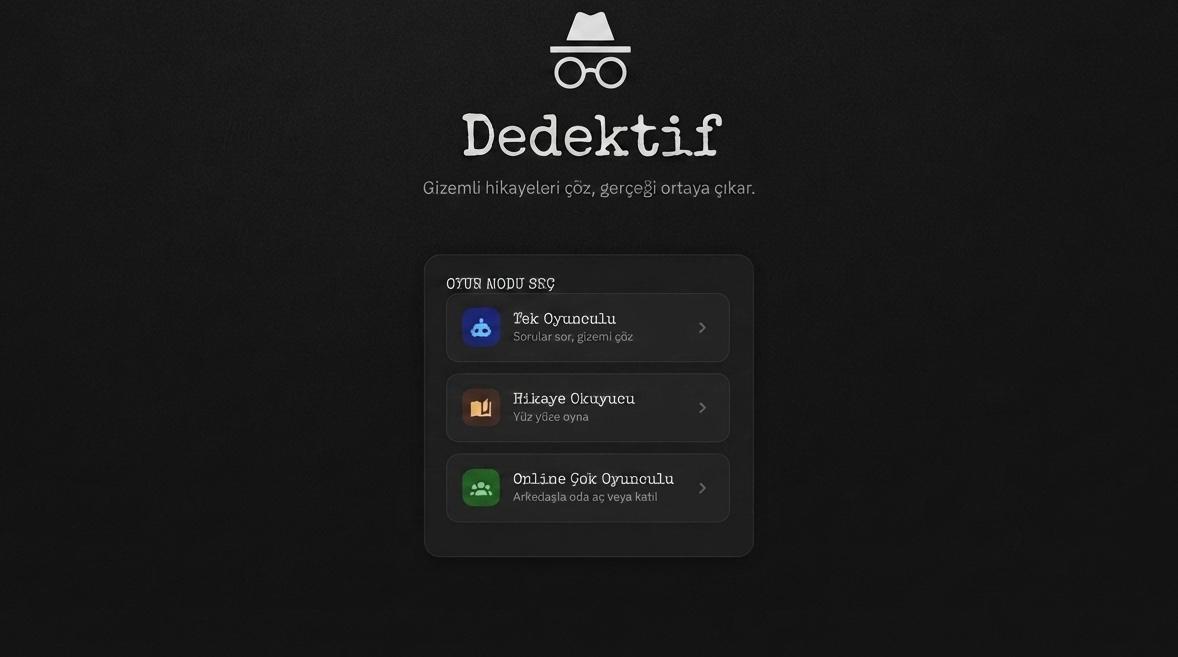 Dedektif
Gizemli hikayeleri çöz, gerçeği ortaya çıkar.
OYUN NODU SEÇ
Tek Oyunculu
Sorular sor, gizemi çöz
Hikaye Okuyucu
Yüz yüze oyna
Online Çok Oyunculu
Arkedaşla oda aç veya katıl